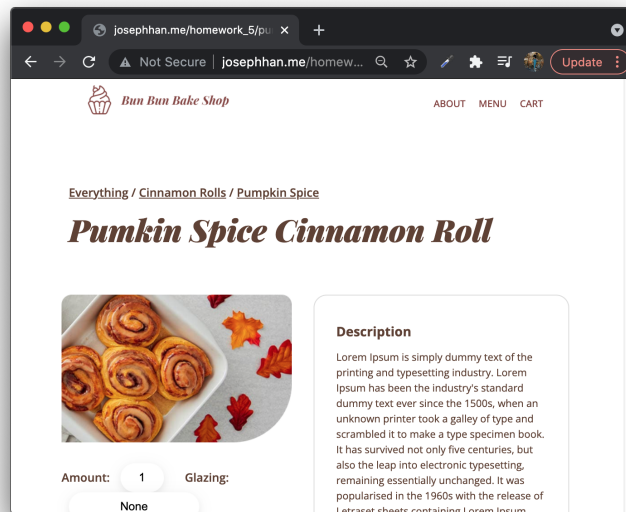 josephhan.me/homework_5/pu
Not Secure | josephhan.me/homew...
Update
Bun Bun Bake Shop
ABOUT MENU CART
Everything / Cinnamon Rolls / Pumpkin Spice
Pumkin Spice Cinnamon Roll
Description
Lorem Ipsum is simply dummy text of the
printing and typesetting industry. Lorem
Ipsum has been the industry's standard
dummy text ever since the 1500s, when an
unknown printer took a galley of type and
scrambled it to make a type specimen book.
It has survived not only five centuries, but
also the leap into electronic typesetting,
remaining essentially unchanged. It was
popularised in the 1960s with the release of
Letraset sheets containing Lorem Ipsum
Amount: 1 Glazing:
None